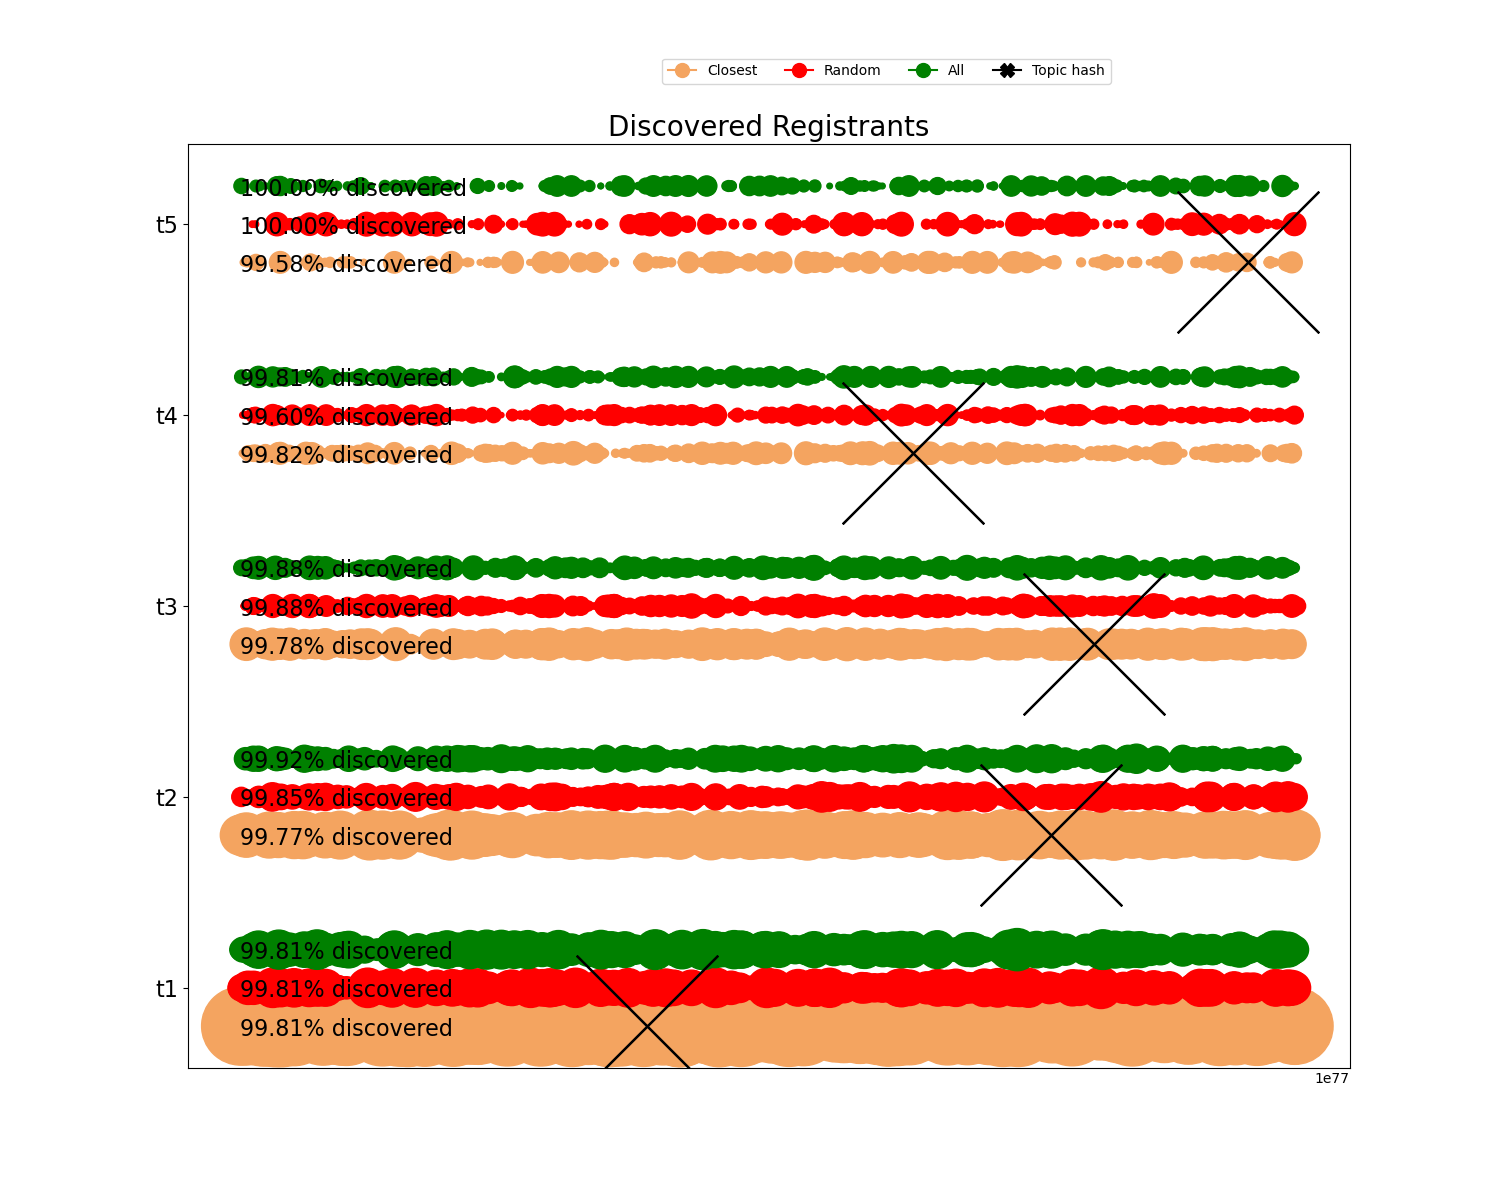 Closest Random All Topic hash
Discovered Registrants
100.00% discovered
t5 100.00% discovered
99.58% discovered
99.81% discovered
t4 99.60% discovered
99.82% discovered
99.88% discovered
t3 99.88% discovered
99.78% discovered
99.92% discovered
t2 99.85% discovered
99.77% discovered
99.81% discovered
t1 99.81% discovered
99.81% discovered
1e77